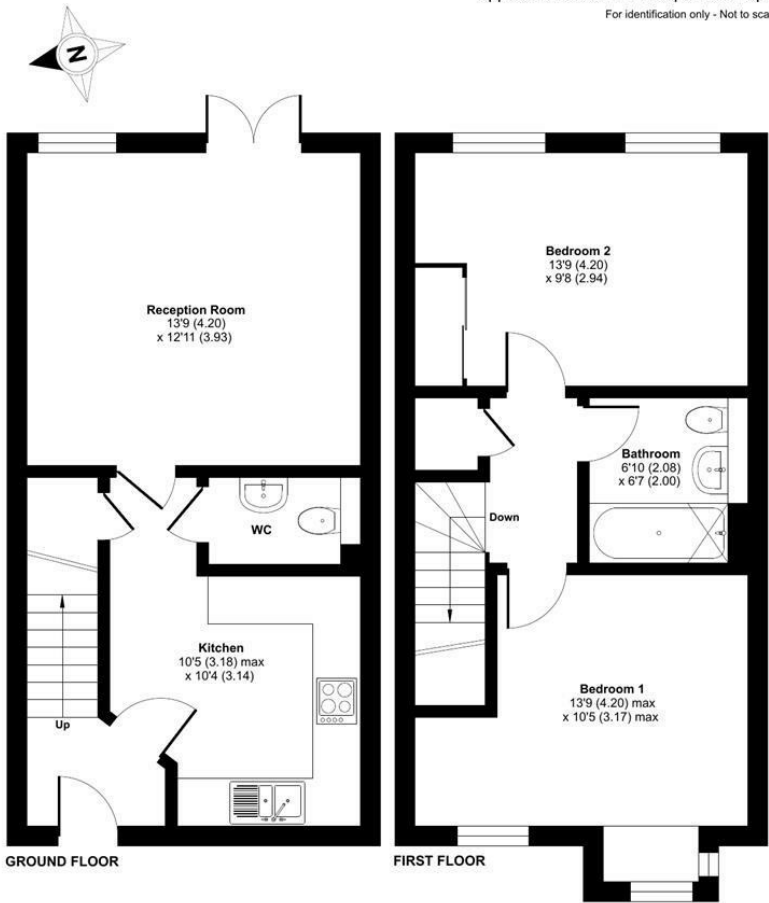 For identification only - Not to sca
N
Reception Room
13'9 (4.20)
x 12'11 (3.93)
WC
Kitchen
10'5 (3.18) max
x 10'4 (3.14)
Up
GROUND FLOOR
Bedroom 2
13'9 (4.20)
x 9'8 (2.94)
Bathroom
6'10 (2.08)
x 6'7 (2.00)
Down
Bedroom 1
13'9 (4.20) max
x 10'5 (3.17) max
FIRST FLOOR